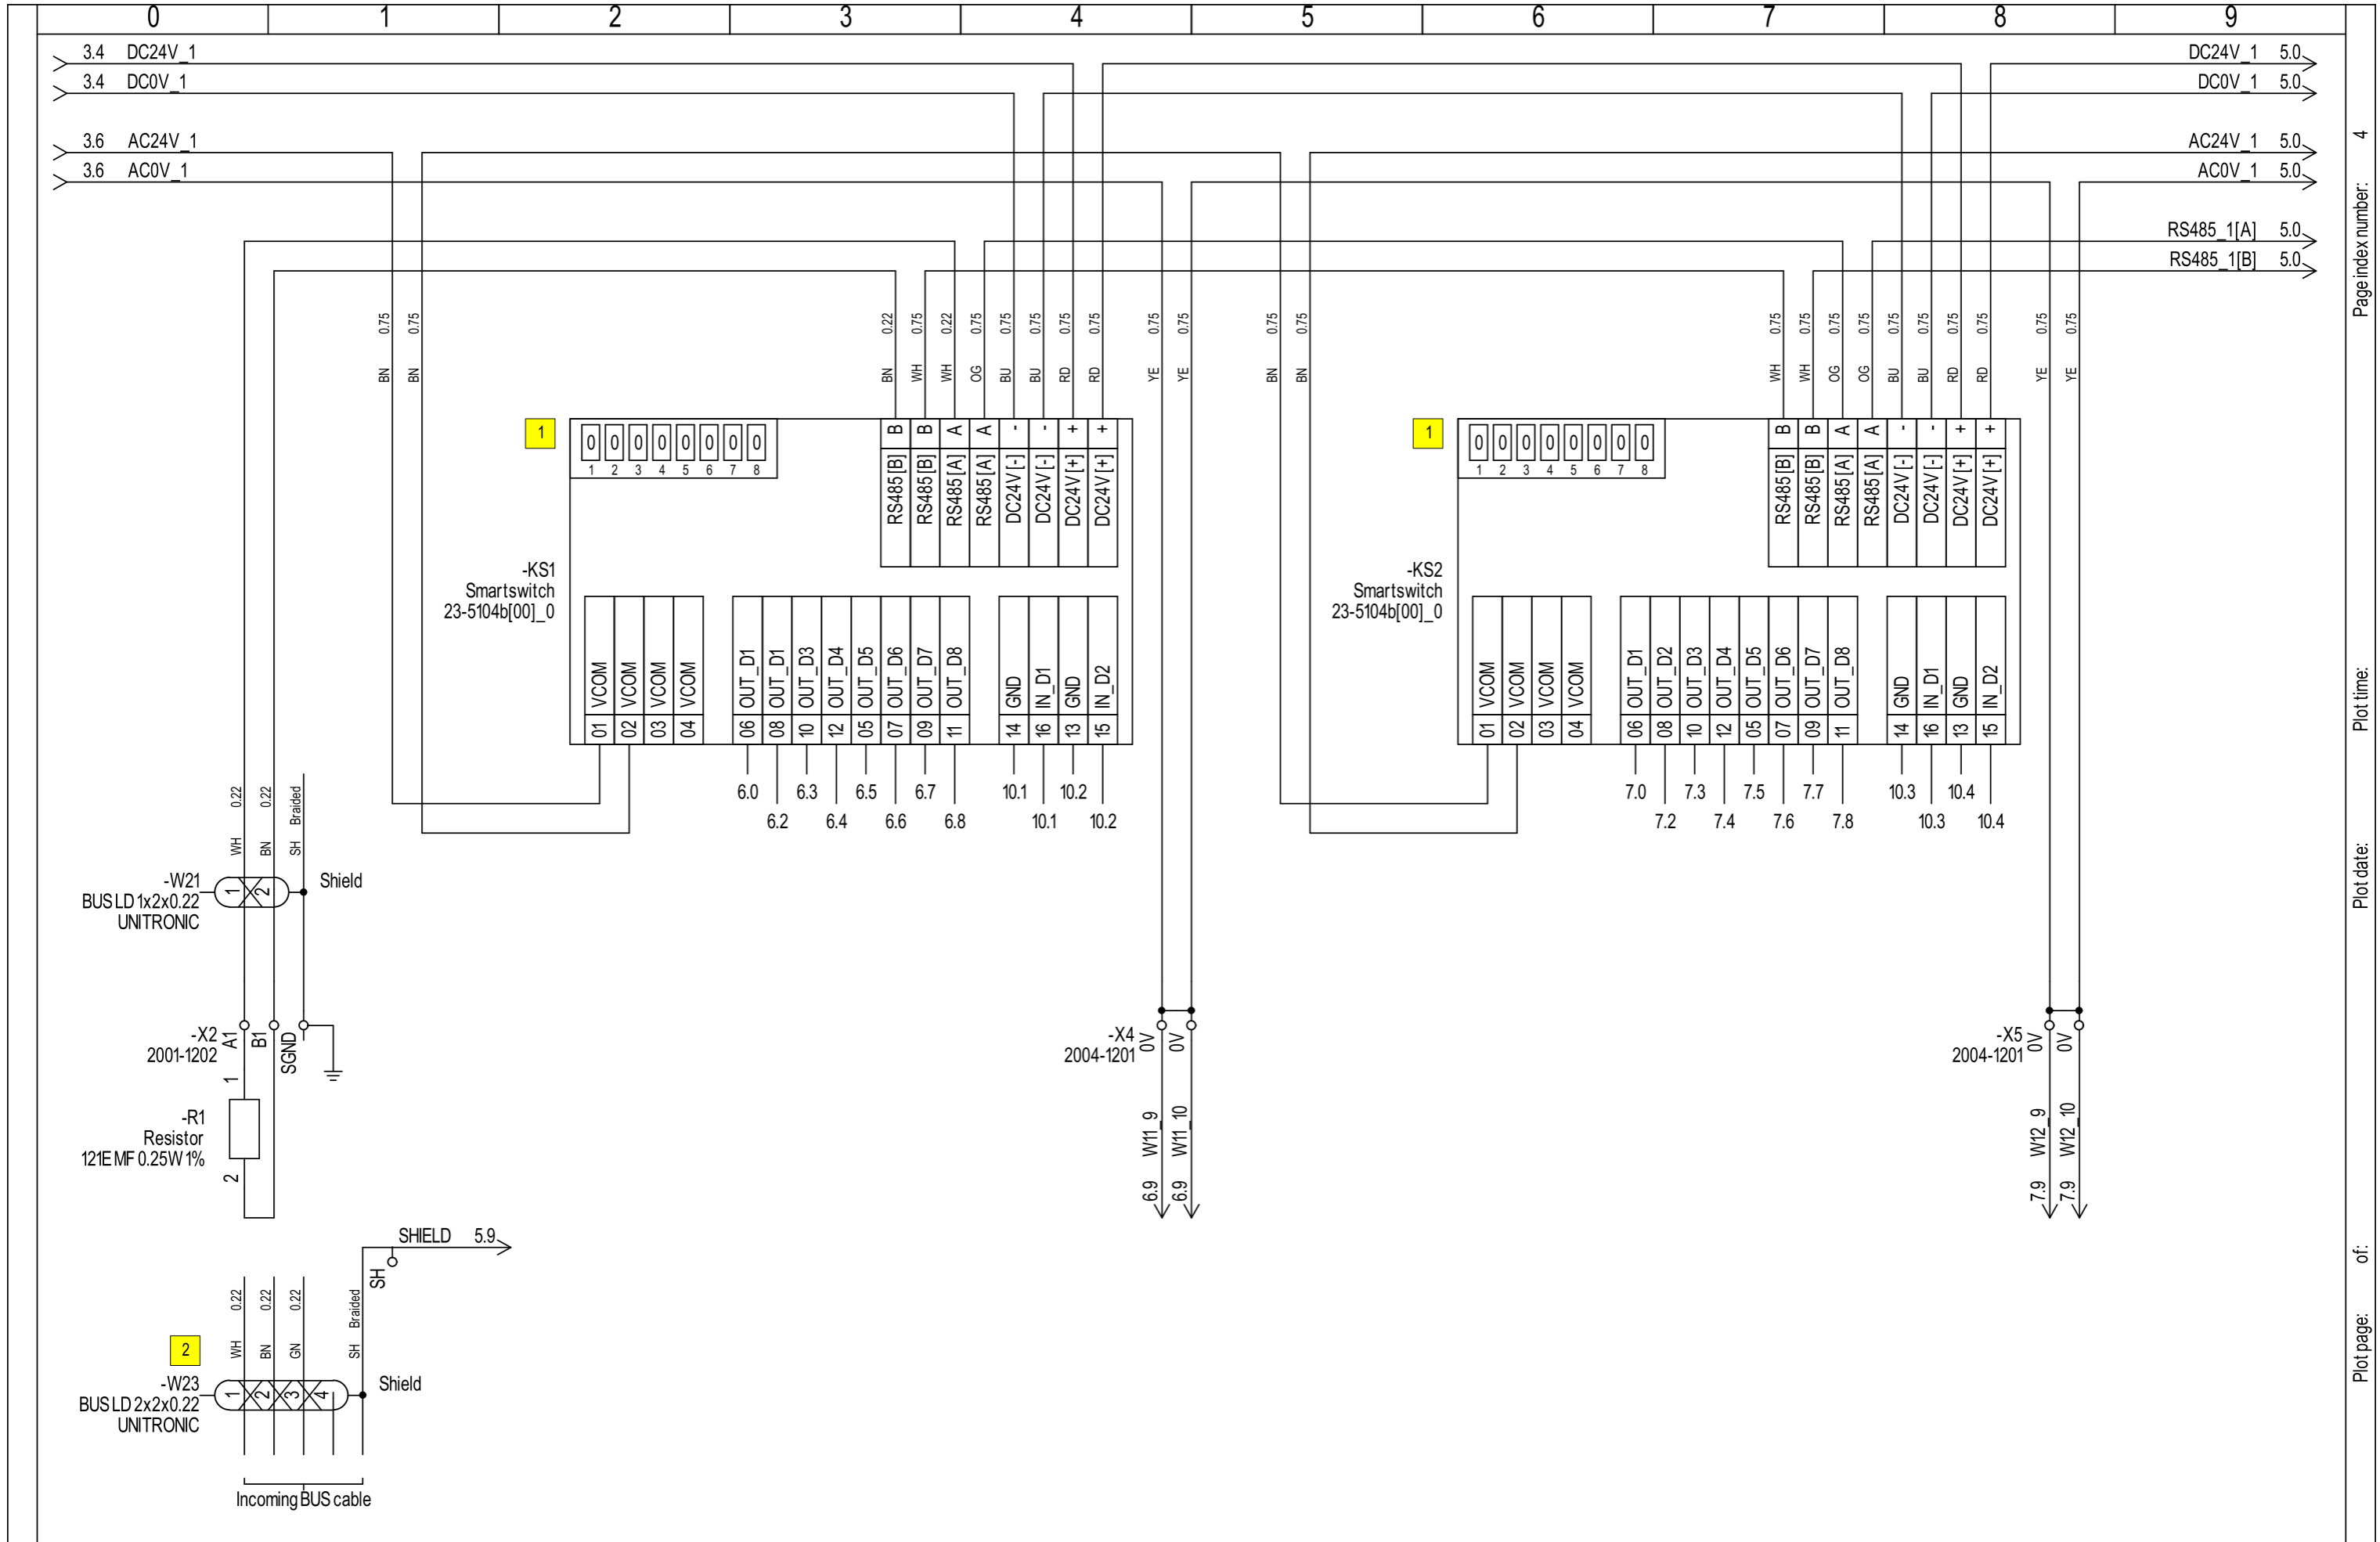 0 1 2 3 4 5 6 7 8 9
3.4 DC24V_1
3.4 DC0V_1
3.6 AC24V_1
3.6 AC0V_1
DC24V_1 5.0
DC0V_1 5.0
AC24V_1 5.0
AC0V_1 5.0
RS485_1[A] 5.0
RS485_1[B] 5.0
BN 0.75
BN 0.75
BN 0.22
WH 0.75
WH 0.22
OG 0.75
BU 0.75
BU 0.75
RD 0.75
RD 0.75
YE 0.75
YE 0.75
BN 0.75
BN 0.75
WH 0.75
WH 0.75
OG 0.75
OG 0.75
BU 0.75
BU 0.75
RD 0.75
RD 0.75
YE 0.75
YE 0.75
1
0 0 0 0 0 0 0 0
1 2 3 4 5 6 7 8
B B A A - - + +
RS485[B]
RS485[B]
RS485[A]
RS485[A]
DC24V[-]
DC24V[-]
DC24V[+]
DC24V[+]
-KS1
Smartswitch
23-5104b[00]_0
01 VCOM
02 VCOM
03 VCOM
04 VCOM
06 OUT_D1
08 OUT_D1
10 OUT_D3
12 OUT_D4
05 OUT_D5
07 OUT_D6
09 OUT_D7
11 OUT_D8
14 GND
16 IN_D1
13 GND
15 IN_D2
6.0 6.3 6.5 6.7 10.1 10.2
6.2 6.4 6.6 6.8 10.1 10.2
1
0 0 0 0 0 0 0 0
1 2 3 4 5 6 7 8
B B A A - - + +
RS485[B]
RS485[B]
RS485[A]
RS485[A]
DC24V[-]
DC24V[-]
DC24V[+]
DC24V[+]
-KS2
Smartswitch
23-5104b[00]_0
01 VCOM
02 VCOM
03 VCOM
04 VCOM
06 OUT_D1
08 OUT_D2
10 OUT_D3
12 OUT_D4
05 OUT_D5
07 OUT_D6
09 OUT_D7
11 OUT_D8
14 GND
16 IN_D1
13 GND
15 IN_D2
7.0 7.3 7.5 7.7 10.3 10.4
7.2 7.4 7.6 7.8 10.3 10.4
WH 0.22
BN 0.22
SH Braided
-W21
BUS LD 1x2x0.22
UNITRONIC
1 2
Shield
-X2
2001-1202
A1
B1
SGND
1
-R1
Resistor
121E MF 0.25W 1%
2
-X4
2004-1201
0V
0V
6.9 W11_9
6.9 W11_10
-X5
2004-1201
0V
0V
7.9 W12_9
7.9 W12_10
SHIELD 5.9
SH
WH 0.22
BN 0.22
GN 0.22
SH Braided
2
-W23
BUS LD 2x2x0.22
UNITRONIC
1 2 3 4
Shield
Incoming BUS cable
Page index number: 4
Plot time:
Plot date:
Plot page: of: